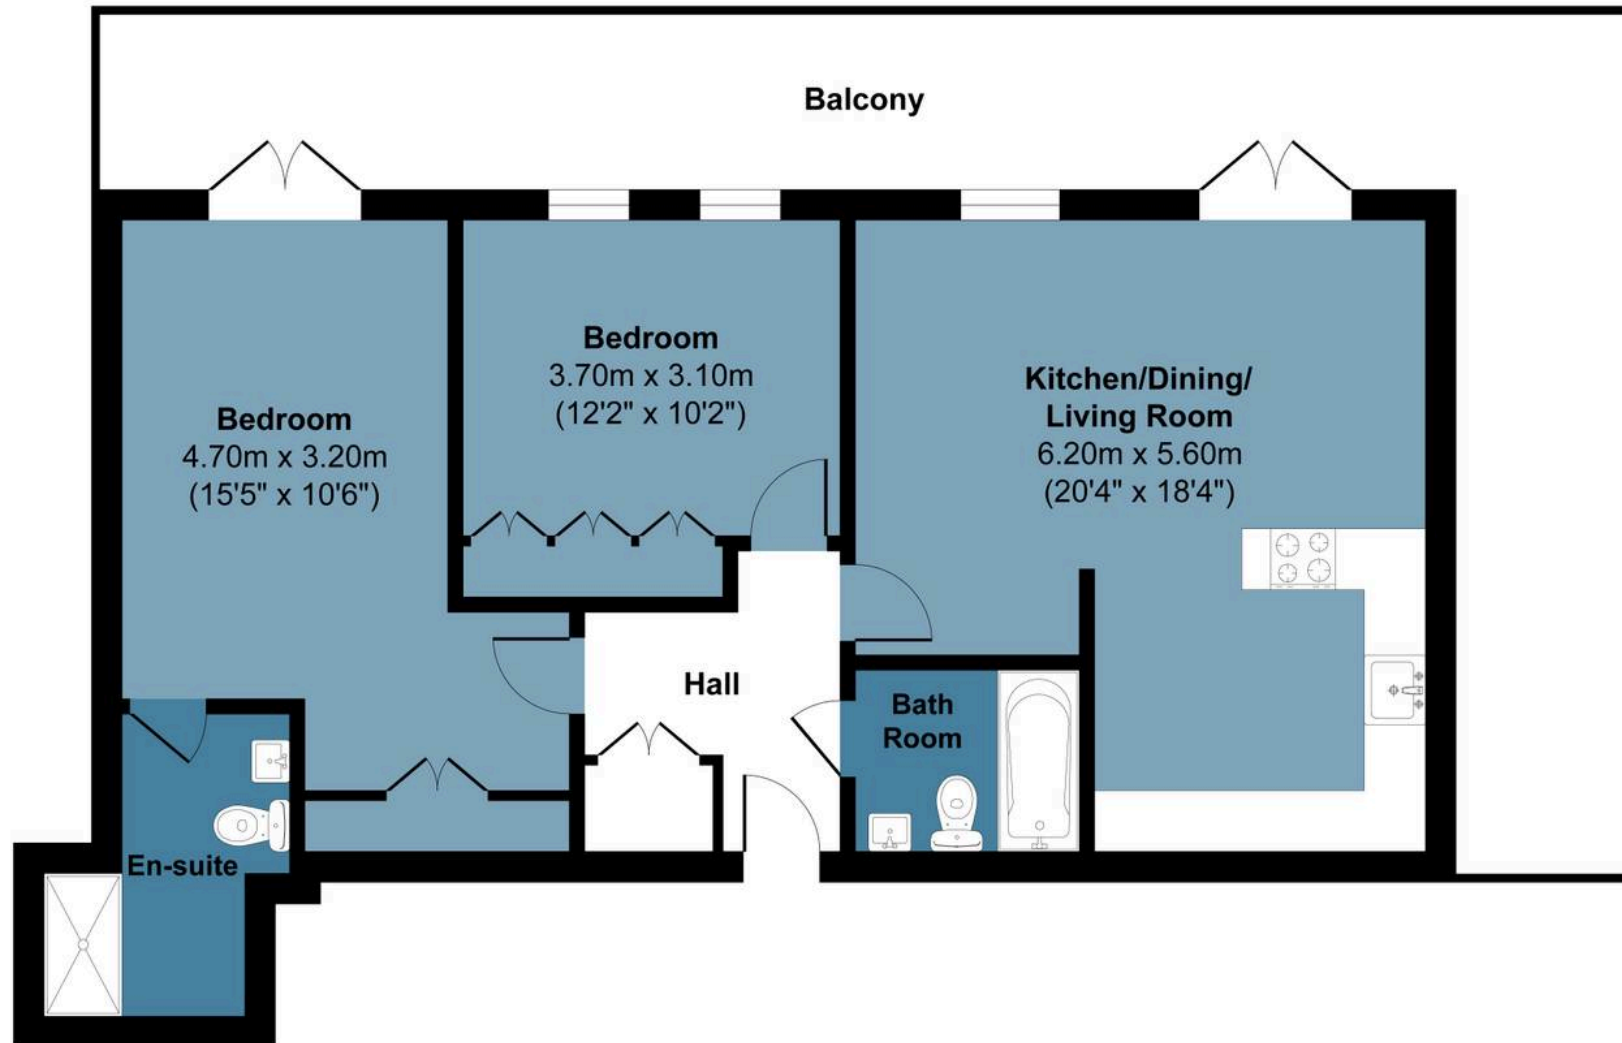 Balcony
Bedroom
4.70m x 3.20m
(15'5" x 10'6")
Bedroom
3.70m x 3.10m
(12'2" x 10'2")
Kitchen/Dining/
Living Room
6.20m x 5.60m
(20'4" x 18'4")
Hall
Bath
Room
En-suite